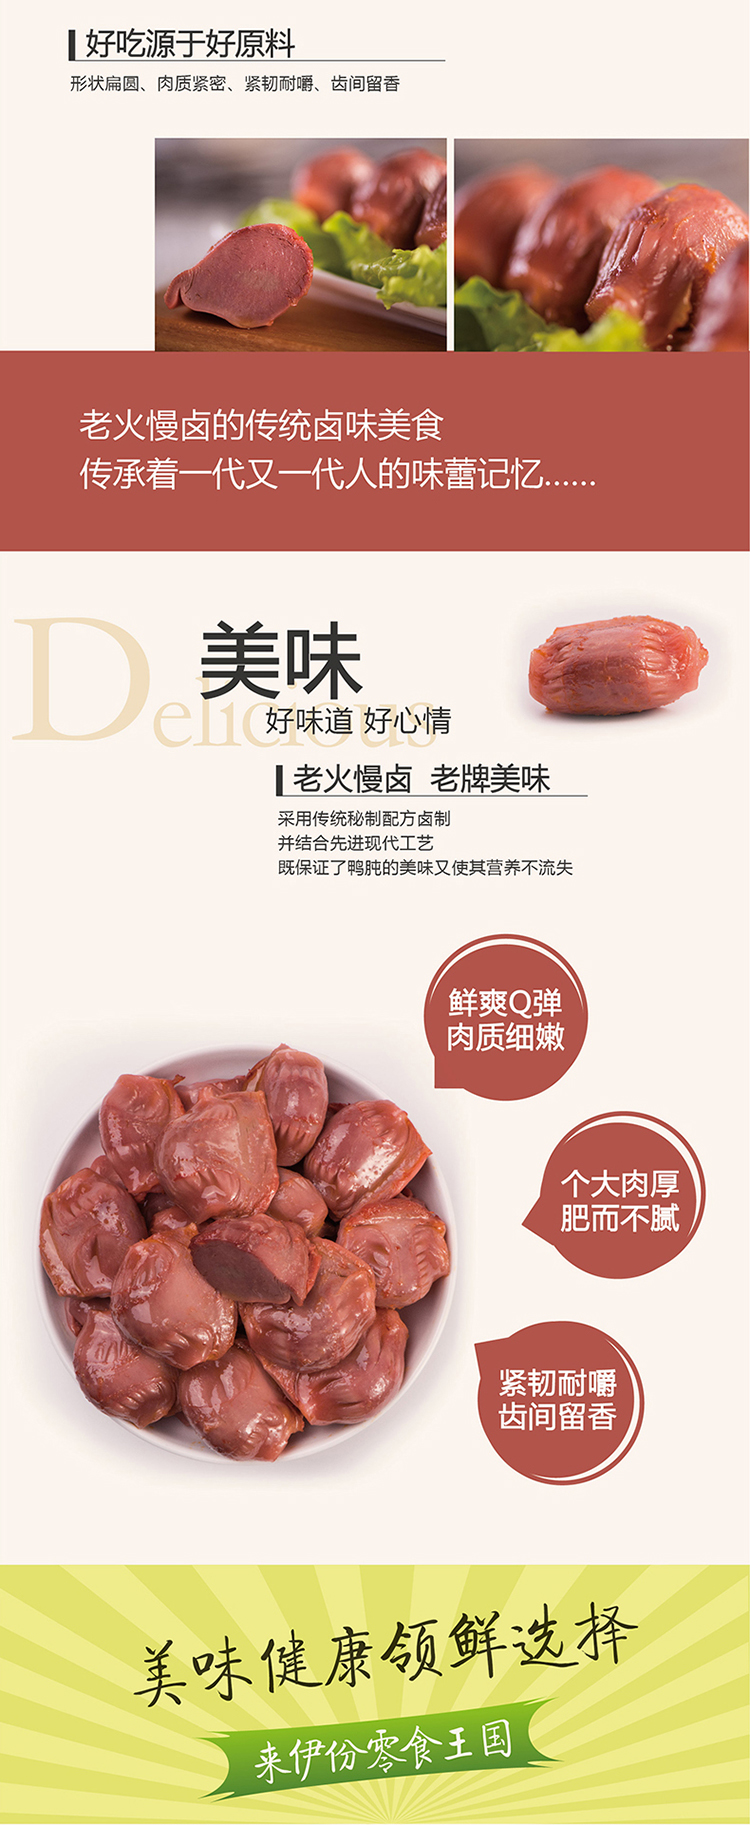 好吃源于好原料
形状扁圆、肉质紧密、紧韧耐嚼、齿间留香
老火慢卤的传统卤味美食
传承着一代又一代人的味蕾记忆......
Delicious
美味
好味道 好心情
老火慢卤 老牌美味
采用传统秘制配方卤制
并结合先进现代工艺
既保证了鸭肫的美味又使其营养不流失
鲜爽Q弹
肉质细嫩
个大肉厚
肥而不腻
紧韧耐嚼
齿间留香
美味健康领鲜选择
来伊份零食王国